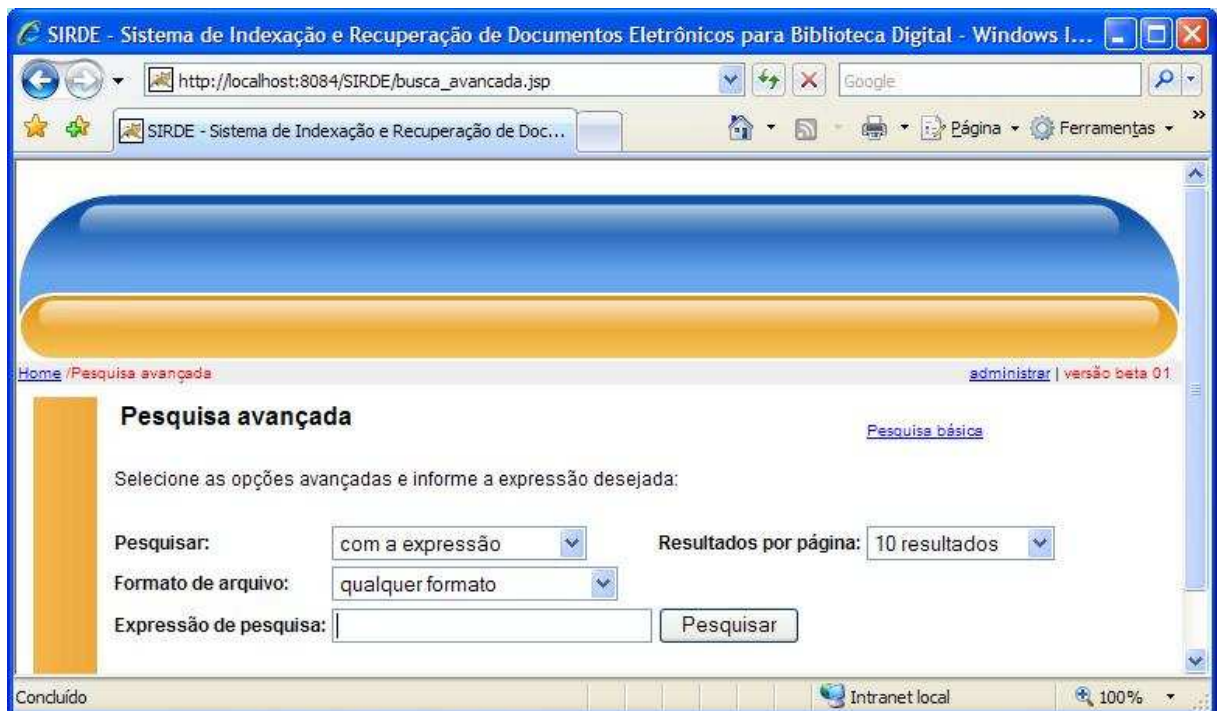 SIRDE - Sistema de Indexação e Recuperação de Documentos Eletrônicos para Biblioteca Digital - Windows I...
http://localhost:8084/SIRDE/busca_avancada.jsp
Google
SIRDE - Sistema de Indexação e Recuperação de Doc...
Página
Ferramentas
»
Home /Pesquisa avançada
administrar | versão beta 01
Pesquisa avançada
Pesquisa básica
Selecione as opções avançadas e informe a expressão desejada:
Pesquisar: com a expressão
Resultados por página: 10 resultados
Formato de arquivo: qualquer formato
Expressão de pesquisa:
Pesquisar
Concluído
Intranet local
100%